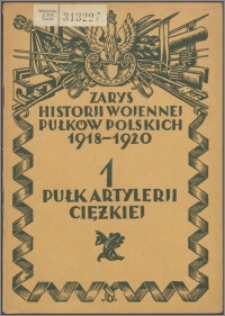 313297
ZARYS
HISTORJI WOJENNEJ
PUŁKÓW POLSKICH
1918-1920
1
PUŁK ARTYLERJI
CIĘŻKIEJ